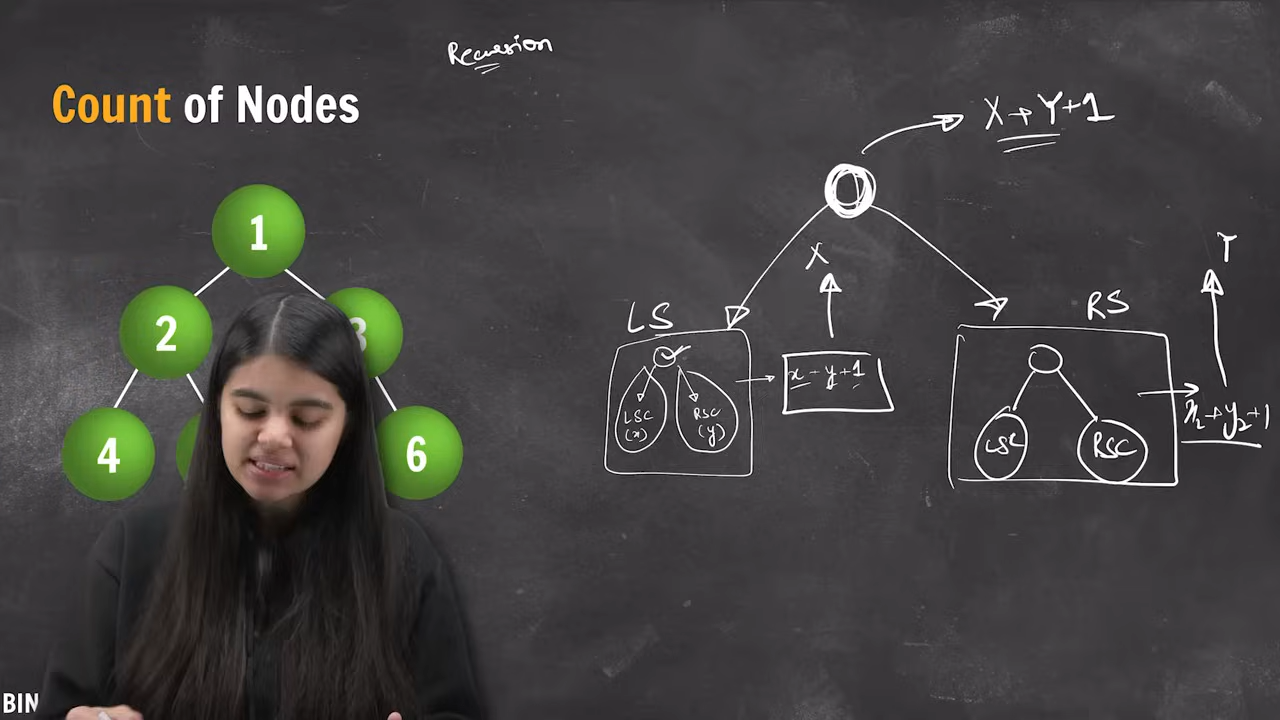 Recursion
Count of Nodes
X+Y+1
1
X
Y
LS
RS
2
3
x+y+1
LSC
(x)
RSC
(y)
x2+y2+1
LSC
RSC
4
6
BIN